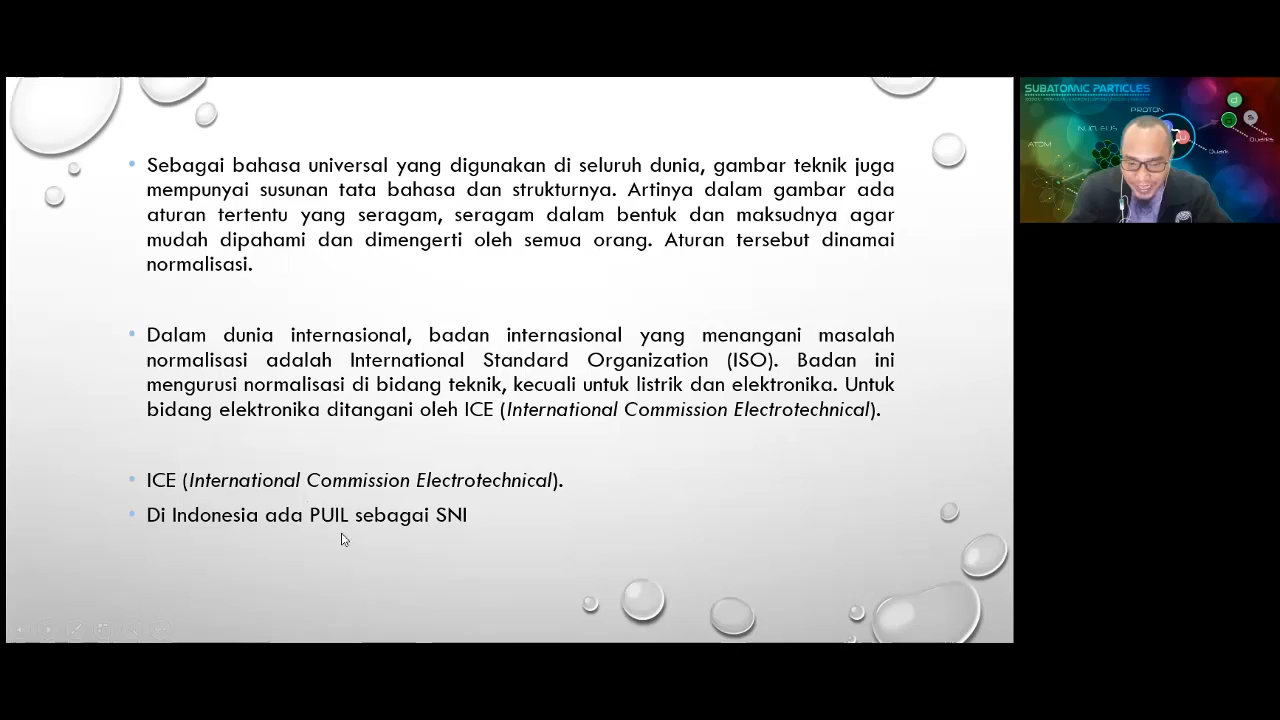 Sebagai bahasa universal yang digunakan di seluruh dunia, gambar teknik juga
mempunyai susunan tata bahasa dan strukturnya. Artinya dalam gambar ada
aturan tertentu yang seragam, seragam dalam bentuk dan maksudnya agar
mudah dipahami dan dimengerti oleh semua orang. Aturan tersebut dinamai
normalisasi.
Dalam dunia internasional, badan internasional yang menangani masalah
normalisasi adalah International Standard Organization (ISO). Badan ini
mengurusi normalisasi di bidang teknik, kecuali untuk listrik dan elektronika. Untuk
bidang elektronika ditangani oleh ICE (International Commission Electrotechnical).
ICE (International Commission Electrotechnical).
Di Indonesia ada PUIL sebagai SNI
SUBATOMIC PARTICLES
PROTON
NUCLEUS
ATOM
Quark
Quarks
d